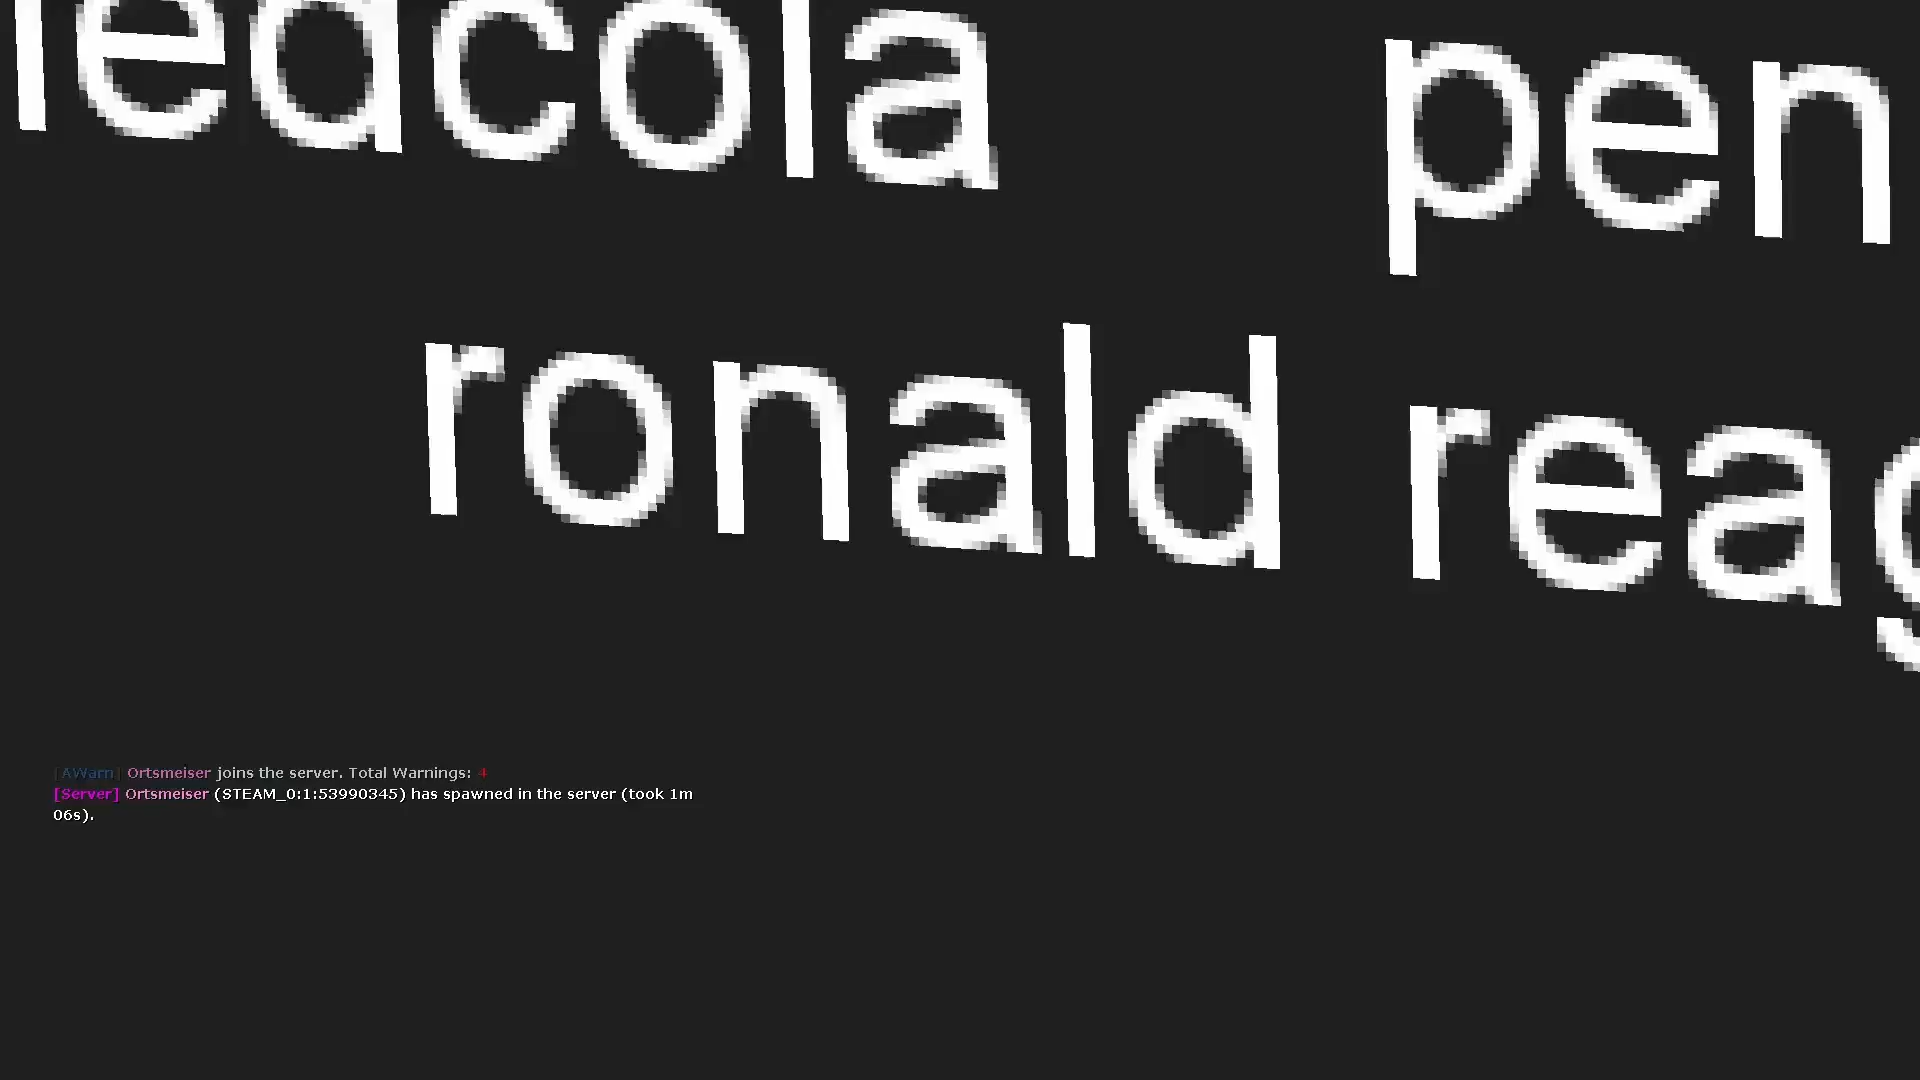 pen
ronald reag
[AWarn] Ortsmeiser joins the server. Total Warnings: 4
[Server] Ortsmeiser (STEAM_0:1:53990345) has spawned in the server (took 1m
06s).